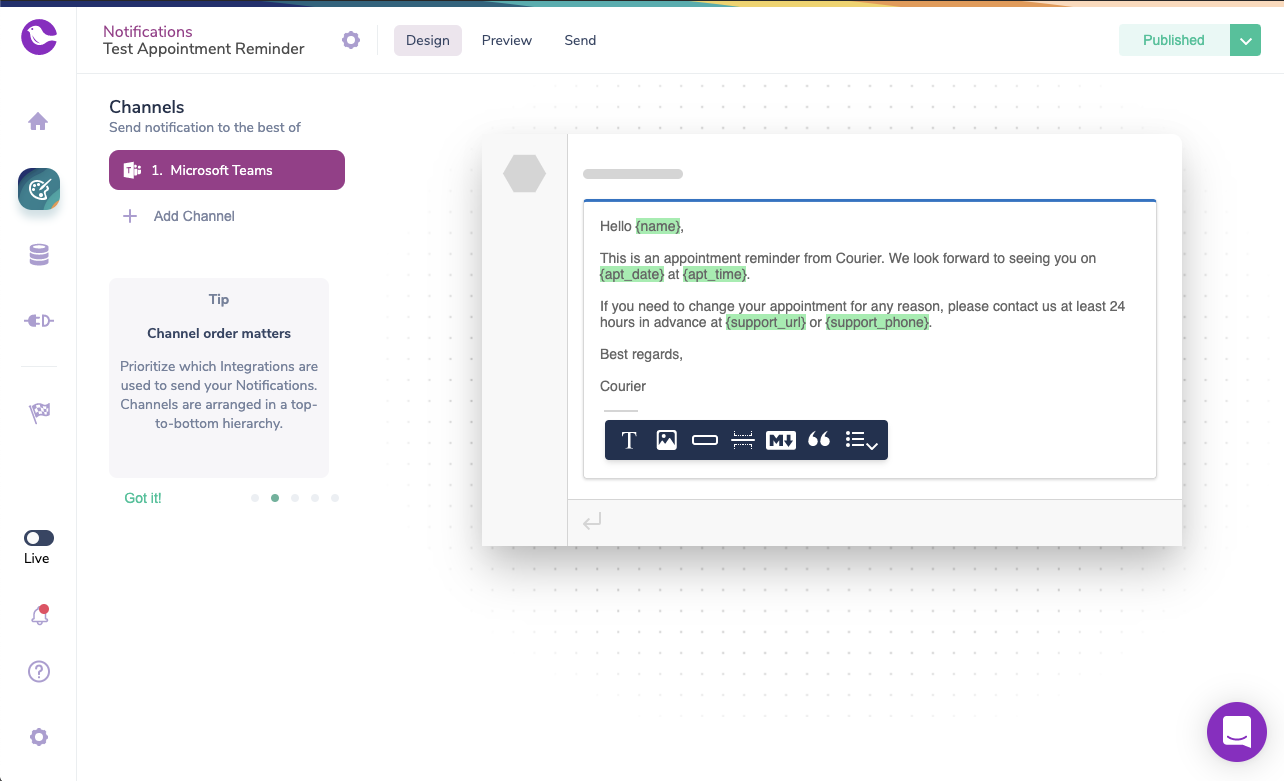 Notifications
Test Appointment Reminder
Design
Preview
Send
Published
Channels
Send notification to the best of
1. Microsoft Teams
Add Channel
Tip
Channel order matters
Prioritize which Integrations are
used to send your Notifications.
Channels are arranged in a top-
to-bottom hierarchy.
Got it!
Live
Hello {name},
This is an appointment reminder from Courier. We look forward to seeing you on
{apt_date} at {apt_time}.
If you need to change your appointment for any reason, please contact us at least 24
hours in advance at {support_url} or {support_phone}.
Best regards,
Courier